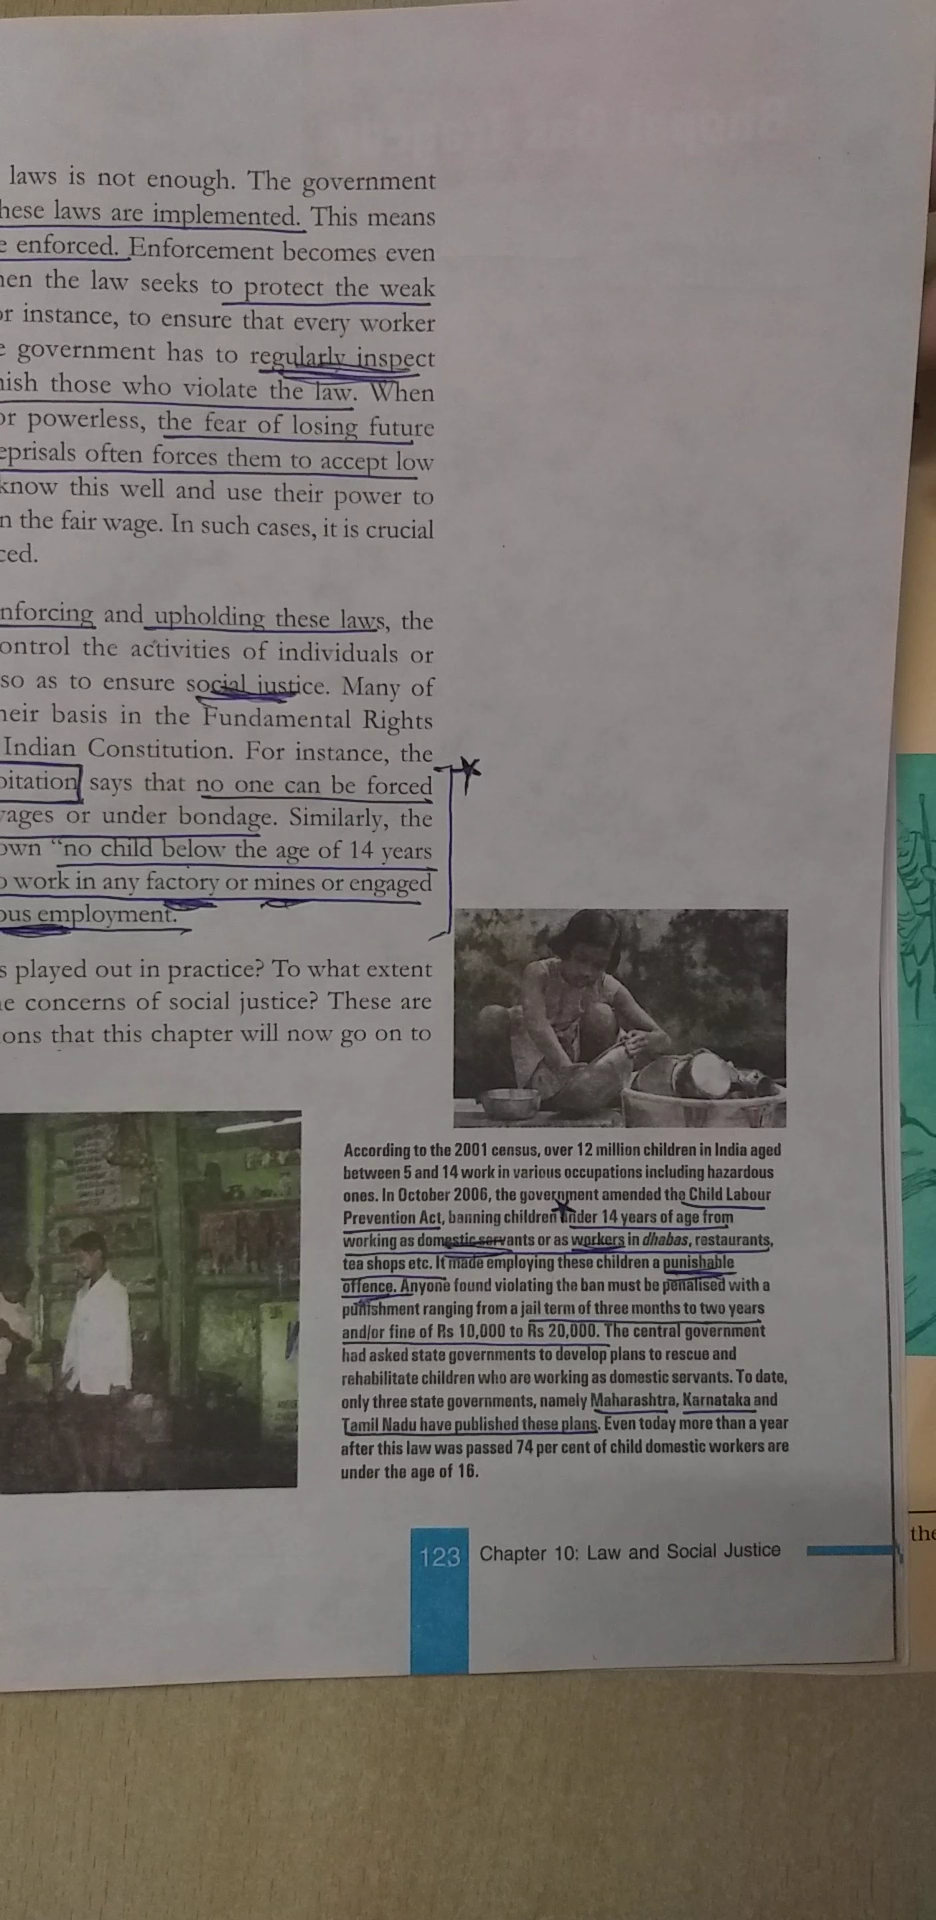 laws is not enough. The government
hese laws are implemented. This means
e enforced. Enforcement becomes even
hen the law seeks to protect the weak
or instance, to ensure that every worker
e government has to regularly inspect
nish those who violate the law. When
or powerless, the fear of losing future
eprisals often forces them to accept low
know this well and use their power to
n the fair wage. In such cases, it is crucial
ced.
nforcing and upholding these laws, the
ontrol the activities of individuals or
so as to ensure social justice. Many of
heir basis in the Fundamental Rights
Indian Constitution. For instance, the
oitation says that no one can be forced
wages or under bondage. Similarly, the
own “no child below the age of 14 years
o work in any factory or mines or engaged
ous employment.
s played out in practice? To what extent
e concerns of social justice? These are
ons that this chapter will now go on to
According to the 2001 census, over 12 million children in India aged
between 5 and 14 work in various occupations including hazardous
ones. In October 2006, the government amended the Child Labour
Prevention Act, banning children under 14 years of age from
working as domestic servants or as workers in dhabas, restaurants,
tea shops etc. It made employing these children a punishable
offence. Anyone found violating the ban must be penalised with a
punishment ranging from a jail term of three months to two years
and/or fine of Rs 10,000 to Rs 20,000. The central government
had asked state governments to develop plans to rescue and
rehabilitate children who are working as domestic servants. To date,
only three state governments, namely Maharashtra, Karnataka and
Tamil Nadu have published these plans. Even today more than a year
after this law was passed 74 per cent of child domestic workers are
under the age of 16.
123 Chapter 10: Law and Social Justice
the